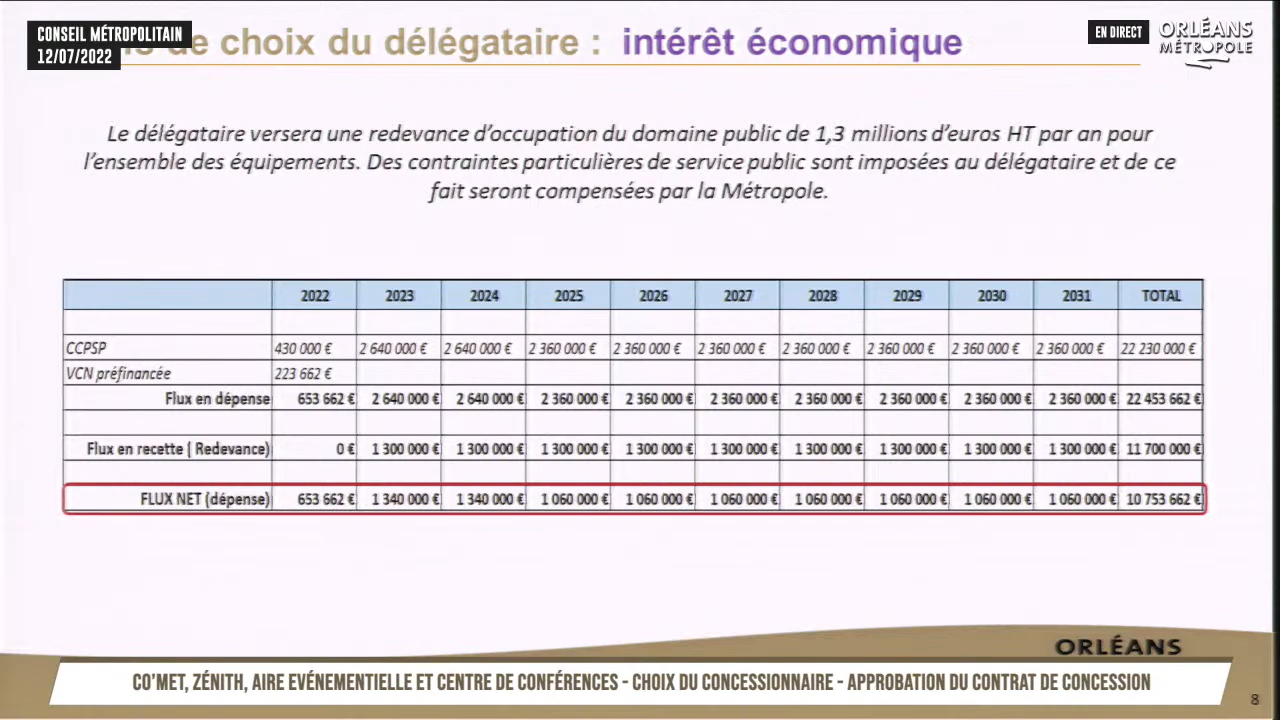 CONSEIL MÉTROPOLITAIN
12/07/2022
de choix du délégataire : intérêt économique
EN DIRECT
ORLÉANS
MÉTROPOLE
Le délégataire versera une redevance d'occupation du domaine public de 1,3 millions d'euros HT par an pour
l'ensemble des équipements. Des contraintes particulières de service public sont imposées au délégataire et de ce
fait seront compensées par la Métropole.
2022 2023 2024 2025 2026 2027 2028 2029 2030 2031 TOTAL
CCPSP 430 000 € 2 640 000 € 2 640 000 € 2 360 000 € 2 360 000 € 2 360 000 € 2 360 000 € 2 360 000 € 2 360 000 € 2 360 000 € 22 230 000 €
VCN préfinancée 223 662 €
Flux en dépense 653 662 € 2 640 000 € 2 640 000 € 2 360 000 € 2 360 000 € 2 360 000 € 2 360 000 € 2 360 000 € 2 360 000 € 2 360 000 € 22 453 662 €
Flux en recette ( Redevance) 0 € 1 300 000 € 1 300 000 € 1 300 000 € 1 300 000 € 1 300 000 € 1 300 000 € 1 300 000 € 1 300 000 € 1 300 000 € 11 700 000 €
FLUX NET (dépense) 653 662 € 1 340 000 € 1 340 000 € 1 060 000 € 1 060 000 € 1 060 000 € 1 060 000 € 1 060 000 € 1 060 000 € 1 060 000 € 10 753 662 €
ORLÉANS
CO'MET, ZÉNITH, AIRE EVÉNEMENTIELLE ET CENTRE DE CONFÉRENCES - CHOIX DU CONCESSIONNAIRE - APPROBATION DU CONTRAT DE CONCESSION
8